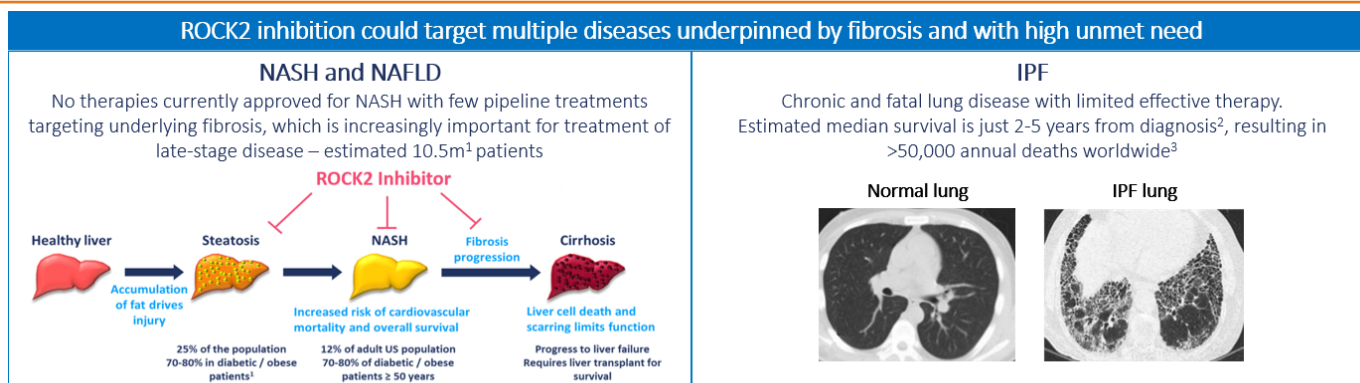 ROCK2 inhibition could target multiple diseases underpinned by fibrosis and with high unmet need
NASH and NAFLD
No therapies currently approved for NASH with few pipeline treatments
targeting underlying fibrosis, which is increasingly important for treatment of
late-stage disease – estimated 10.5m¹ patients
ROCK2 Inhibitor
Healthy liver
Steatosis
NASH
Fibrosis
progression
Cirrhosis
Accumulation
of fat drives
injury
Increased risk of cardiovascular
mortality and overall survival
Liver cell death and
scarring limits function
25% of the population
70-80% in diabetic / obese
patients¹
12% of adult US population
70-80% of diabetic / obese
patients ≥ 50 years
Progress to liver failure
Requires liver transplant for
survival
IPF
Chronic and fatal lung disease with limited effective therapy.
Estimated median survival is just 2-5 years from diagnosis², resulting in
>50,000 annual deaths worldwide³
Normal lung
IPF lung